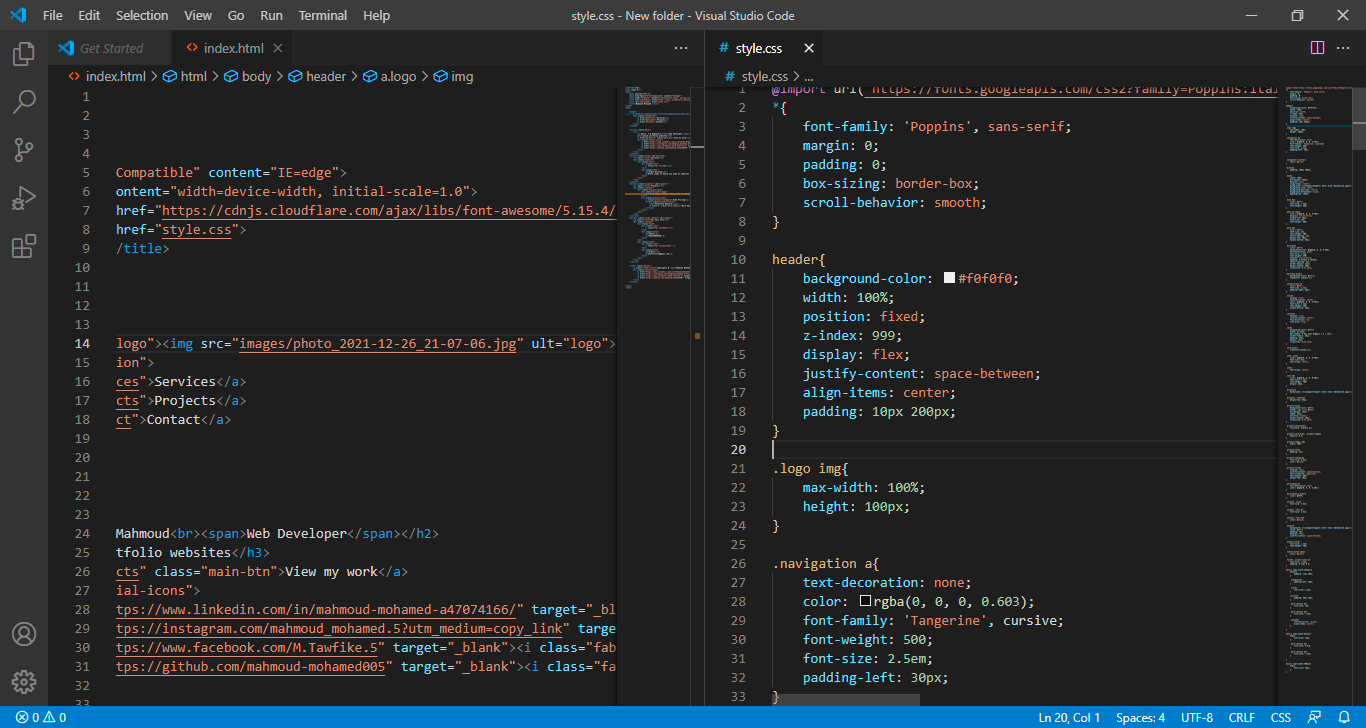 File Edit Selection View Go Run Terminal Help style.css - New folder - Visual Studio Code
Get Started index.html
index.html > html > body > header > a.logo > img
1
2
3
4
5 Compatible" content="IE=edge">
6 ontent="width=device-width, initial-scale=1.0">
7 href="https://cdnjs.cloudflare.com/ajax/libs/font-awesome/5.15.4/
8 href="style.css">
9 /title>
10
11
12
13
14 logo"><img src="images/photo_2021-12-26_21-07-06.jpg" ult="logo">
15 ion">
16 ces">Services</a>
17 cts">Projects</a>
18 ct">Contact</a>
19
20
21
22
23
24 Mahmoud<br><span>Web Developer</span></h2>
25 tfolio websites</h3>
26 cts" class="main-btn">View my work</a>
27 ial-icons">
28 tps://www.linkedin.com/in/mahmoud-mohamed-a47074166/" target="_bl
29 tps://instagram.com/mahmoud_mohamed.5?utm_medium=copy_link" targe
30 tps://www.facebook.com/M.Tawfike.5" target="_blank"><i class="fab
31 tps://github.com/mahmoud-mohamed005" target="_blank"><i class="fa
32
33
style.css
style.css > ...
1 @import url('https://fonts.googleapis.com/css2?family=Poppins:ital
2 *{
3 font-family: 'Poppins', sans-serif;
4 margin: 0;
5 padding: 0;
6 box-sizing: border-box;
7 scroll-behavior: smooth;
8 }
9
10 header{
11 background-color: #f0f0f0;
12 width: 100%;
13 position: fixed;
14 z-index: 999;
15 display: flex;
16 justify-content: space-between;
17 align-items: center;
18 padding: 10px 200px;
19 }
20
21 .logo img{
22 max-width: 100%;
23 height: 100px;
24 }
25
26 .navigation a{
27 text-decoration: none;
28 color: rgba(0, 0, 0, 0.603);
29 font-family: 'Tangerine', cursive;
30 font-weight: 500;
31 font-size: 2.5em;
32 padding-left: 30px;
33 }
0 0 Ln 20, Col 1 Spaces: 4 UTF-8 CRLF CSS